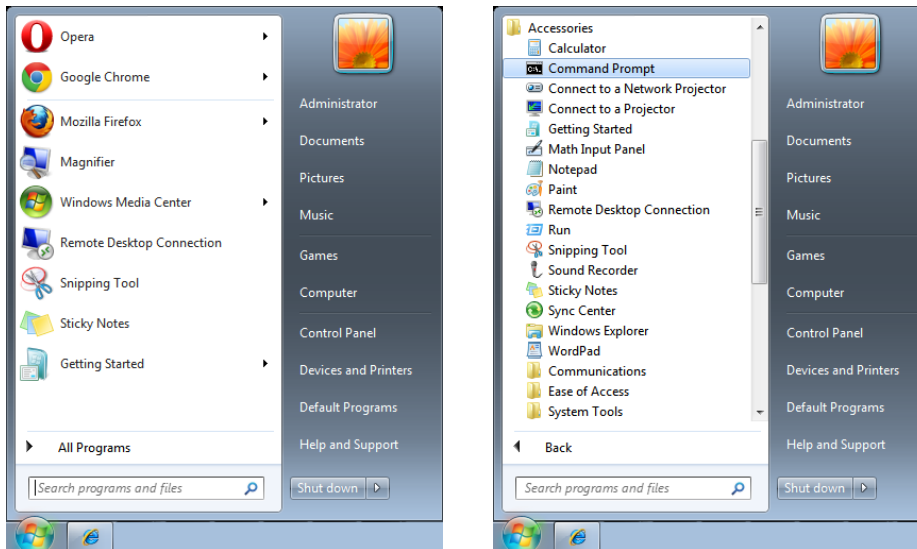 Opera
Google Chrome
Mozilla Firefox
Magnifier
Windows Media Center
Remote Desktop Connection
Snipping Tool
Sticky Notes
Getting Started
All Programs
Search programs and files
Administrator
Documents
Pictures
Music
Games
Computer
Control Panel
Devices and Printers
Default Programs
Help and Support
Shut down
Accessories
Calculator
C:\.
Command Prompt
Connect to a Network Projector
Connect to a Projector
Getting Started
Math Input Panel
Notepad
Paint
Remote Desktop Connection
Run
Snipping Tool
Sound Recorder
Sticky Notes
Sync Center
Windows Explorer
WordPad
Communications
Ease of Access
System Tools
Back
Search programs and files
Administrator
Documents
Pictures
Music
Games
Computer
Control Panel
Devices and Printers
Default Programs
Help and Support
Shut down